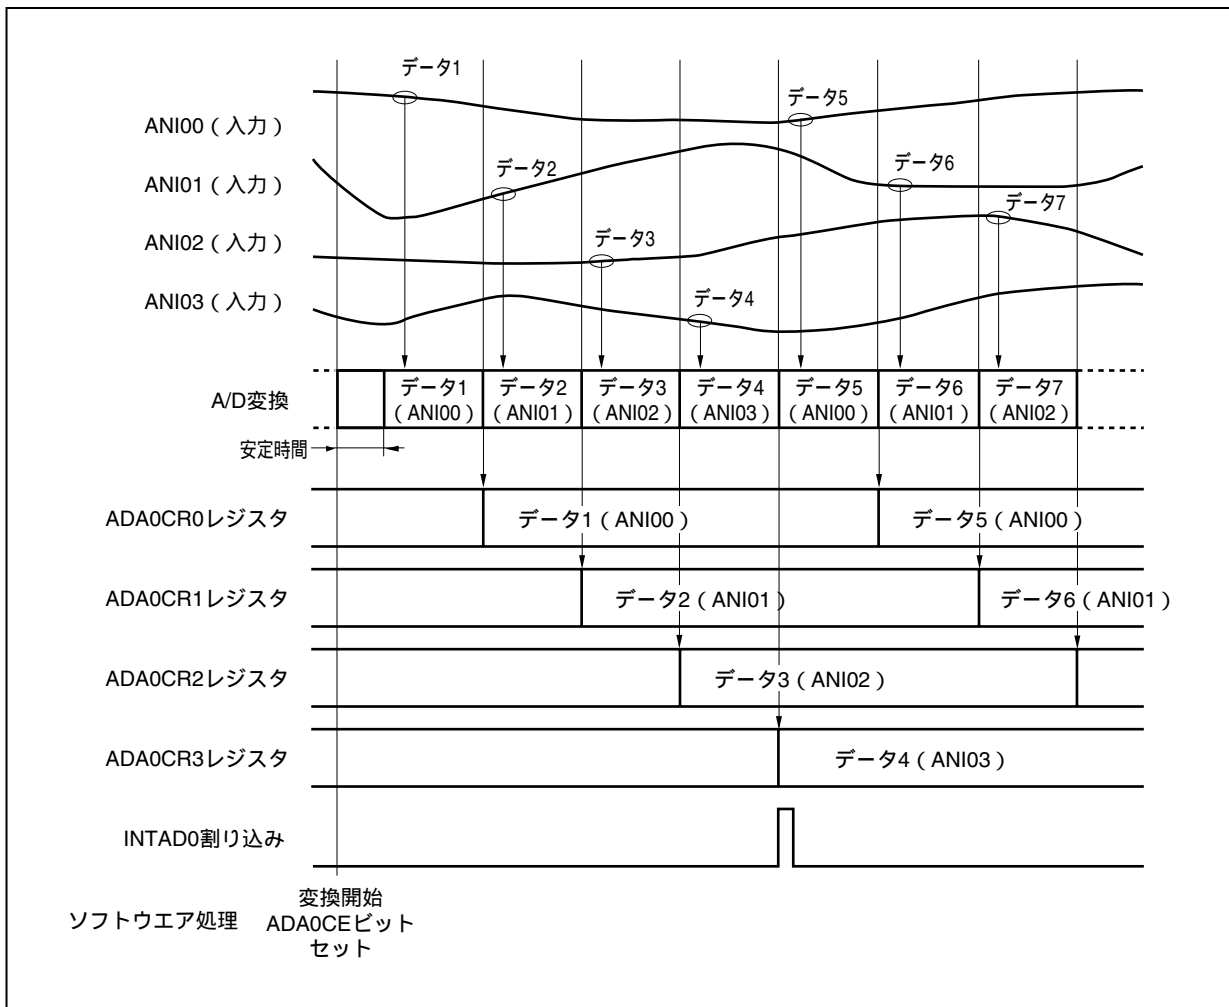 データ1
データ5
ANI00（入力）
データ2
データ6
ANI01（入力）
データ7
データ3
ANI02（入力）
データ4
ANI03（入力）
A/D変換
データ1
（ANI00）
データ2
（ANI01）
データ3
（ANI02）
データ4
（ANI03）
データ5
（ANI00）
データ6
（ANI01）
データ7
（ANI02）
安定時間
ADA0CR0レジスタ
データ1（ANI00）
データ5（ANI00）
ADA0CR1レジスタ
データ2（ANI01）
データ6（ANI01）
ADA0CR2レジスタ
データ3（ANI02）
ADA0CR3レジスタ
データ4（ANI03）
INTAD0割り込み
ソフトウエア処理
変換開始
ADA0CEビット
セット